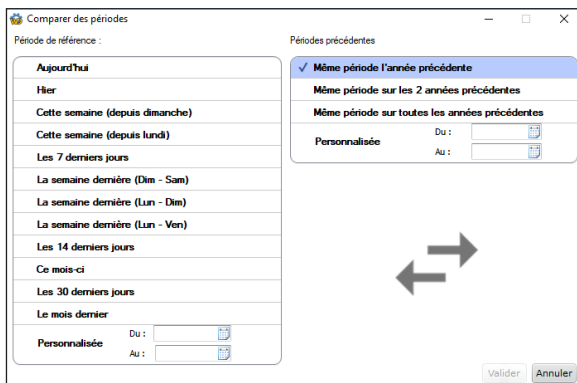 Comparer des périodes
Période de référence :
Aujourd'hui
Hier
Cette semaine (depuis dimanche)
Cette semaine (depuis lundi)
Les 7 derniers jours
La semaine dernière (Dim - Sam)
La semaine dernière (Lun - Dim)
La semaine dernière (Lun - Ven)
Les 14 derniers jours
Ce mois-ci
Les 30 derniers jours
Le mois dernier
Personnalisée
Du :
Au :
Périodes précédentes
Même période l'année précédente
Même période sur les 2 années précédentes
Même période sur toutes les années précédentes
Personnalisée
Du :
Au :
Valider
Annuler